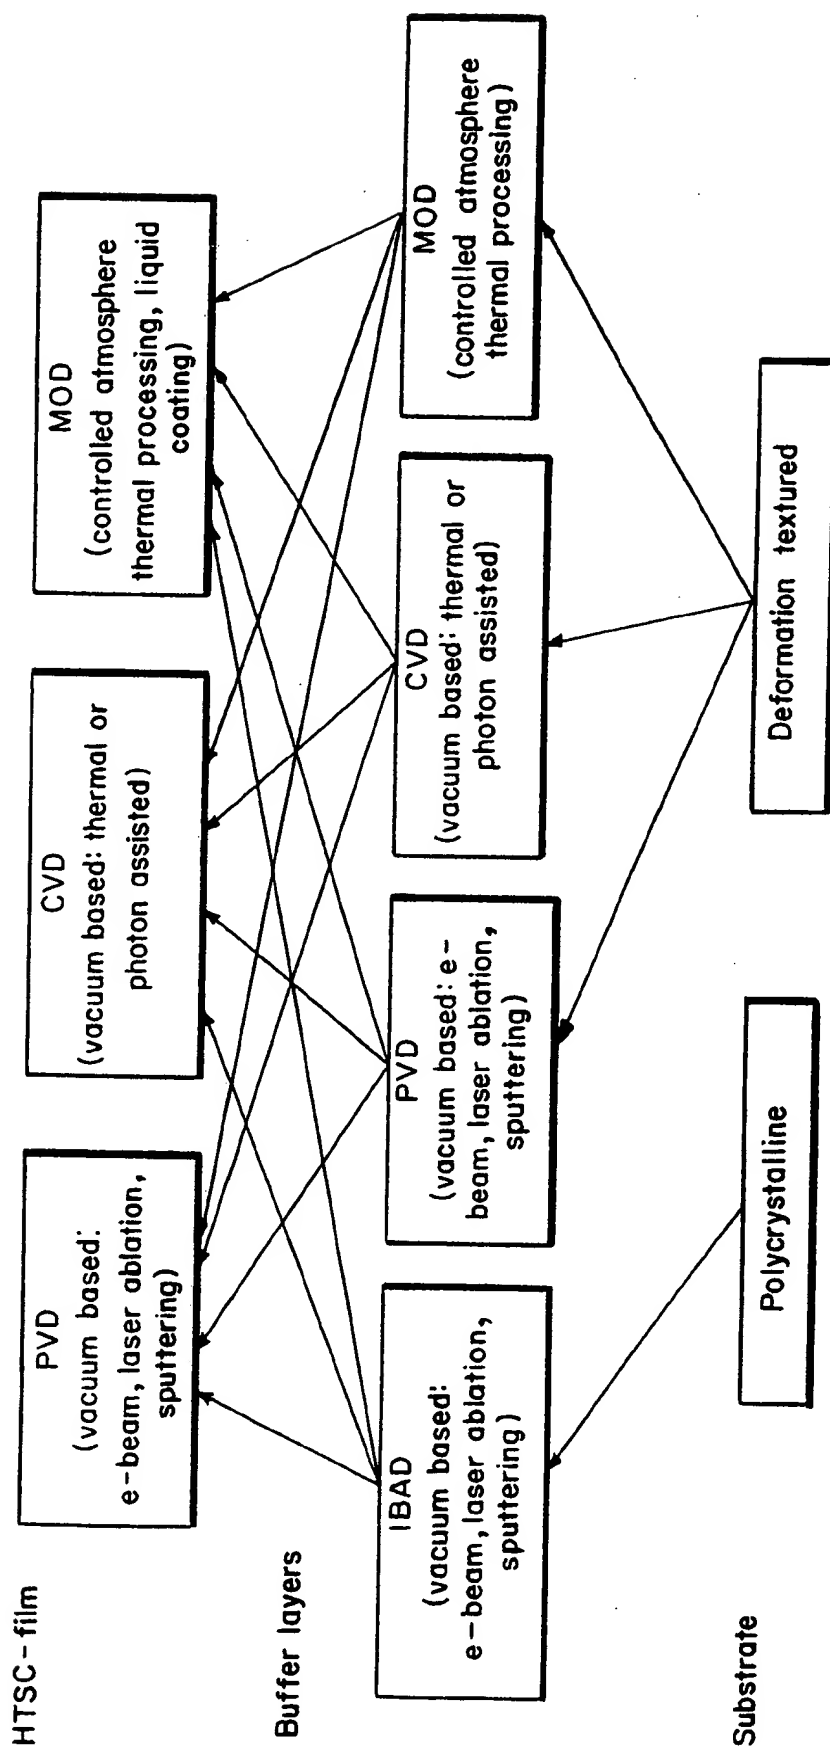 HTSC-film
PVD
(vacuum based:
e-beam, laser ablation,
sputtering)
CVD
(vacuum based: thermal or
photon assisted)
MOD
(controlled atmosphere
thermal processing, liquid
coating)
Buffer layers
IBAD
(vacuum based:
e-beam, laser ablation,
sputtering)
PVD
(vacuum based: e-
beam, laser ablation,
sputtering)
CVD
(vacuum based: thermal or
photon assisted)
MOD
(controlled atmosphere
thermal processing)
Substrate
Polycrystalline
Deformation textured